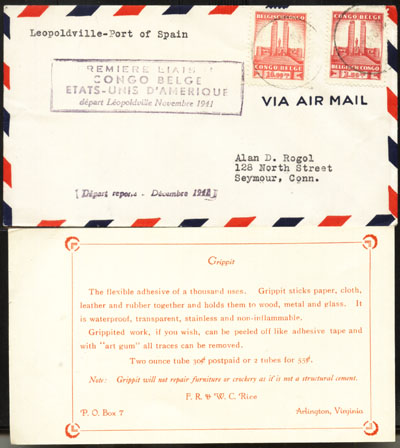 Leopoldville-Port of Spain
BELGISCH CONGO
CONGO BELGE
10.00
CONGO BELGE
BELGISCH CONGO
PREMIERE LIAISON
CONGO BELGE
ETATS-UNIS D'AMERIQUE
départ Léopoldville Novembre 1941
VIA AIR MAIL
Alan D. Rogol
128 North Street
Seymour, Conn.
Départ reporté - Décembre 1941
Grippit
The flexible adhesive of a thousand uses. Grippit sticks paper, cloth,
leather and rubber together and holds them to wood, metal and glass. It
is waterproof, transparent, stainless and non-inflammable.
Grippited work, if you wish, can be peeled off like adhesive tape and
with "art gum" all traces can be removed.
Two ounce tube 30¢ postpaid or 2 tubes for 55¢.
Note: Grippit will not repair furniture or crockery as it is not a structural cement.
F. R. & W. C. Rice
P. O. Box 7 Arlington, Virginia